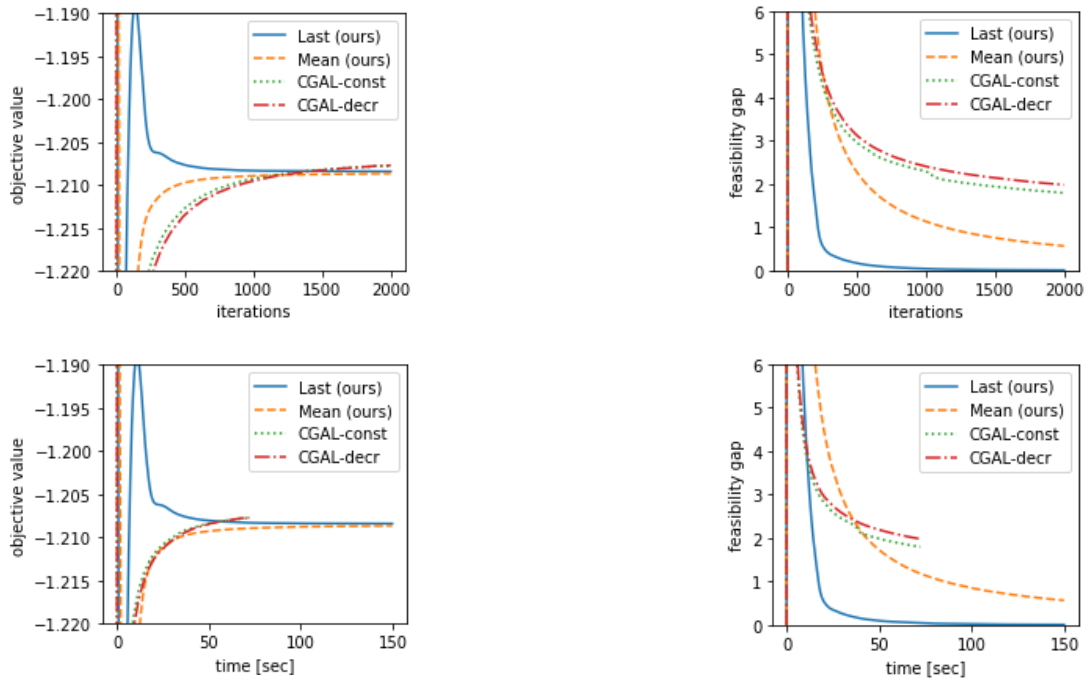 objective value
−1.190
−1.195
−1.200
−1.205
−1.210
−1.215
−1.220
Last (ours)
Mean (ours)
CGAL-const
CGAL-decr
0 500 1000 1500 2000
iterations
feasibility gap
6
5
4
3
2
1
0
Last (ours)
Mean (ours)
CGAL-const
CGAL-decr
0 500 1000 1500 2000
iterations
objective value
−1.190
−1.195
−1.200
−1.205
−1.210
−1.215
−1.220
Last (ours)
Mean (ours)
CGAL-const
CGAL-decr
0 50 100 150
time [sec]
feasibility gap
6
5
4
3
2
1
0
Last (ours)
Mean (ours)
CGAL-const
CGAL-decr
0 50 100 150
time [sec]